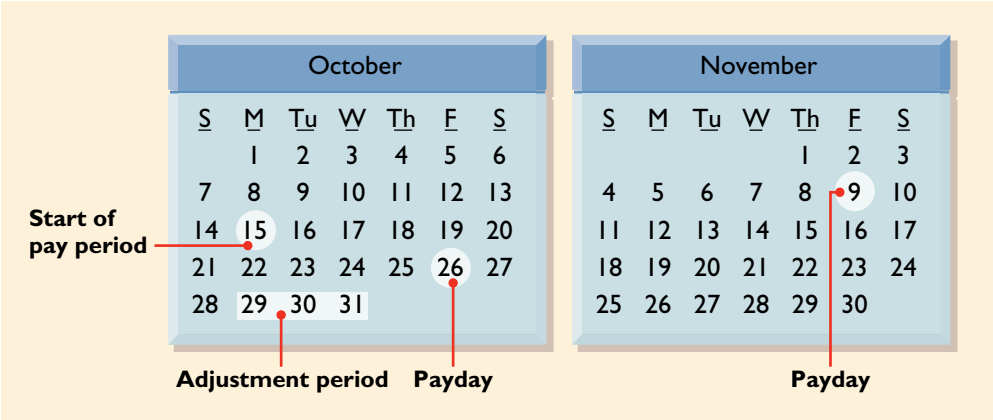 October
S M Tu W Th F S
1 2 3 4 5 6
7 8 9 10 11 12 13
14 15 16 17 18 19 20
21 22 23 24 25 26 27
28 29 30 31
November
S M Tu W Th F S
1 2 3
4 5 6 7 8 9 10
11 12 13 14 15 16 17
18 19 20 21 22 23 24
25 26 27 28 29 30
Start of
pay period
Adjustment period
Payday
Payday